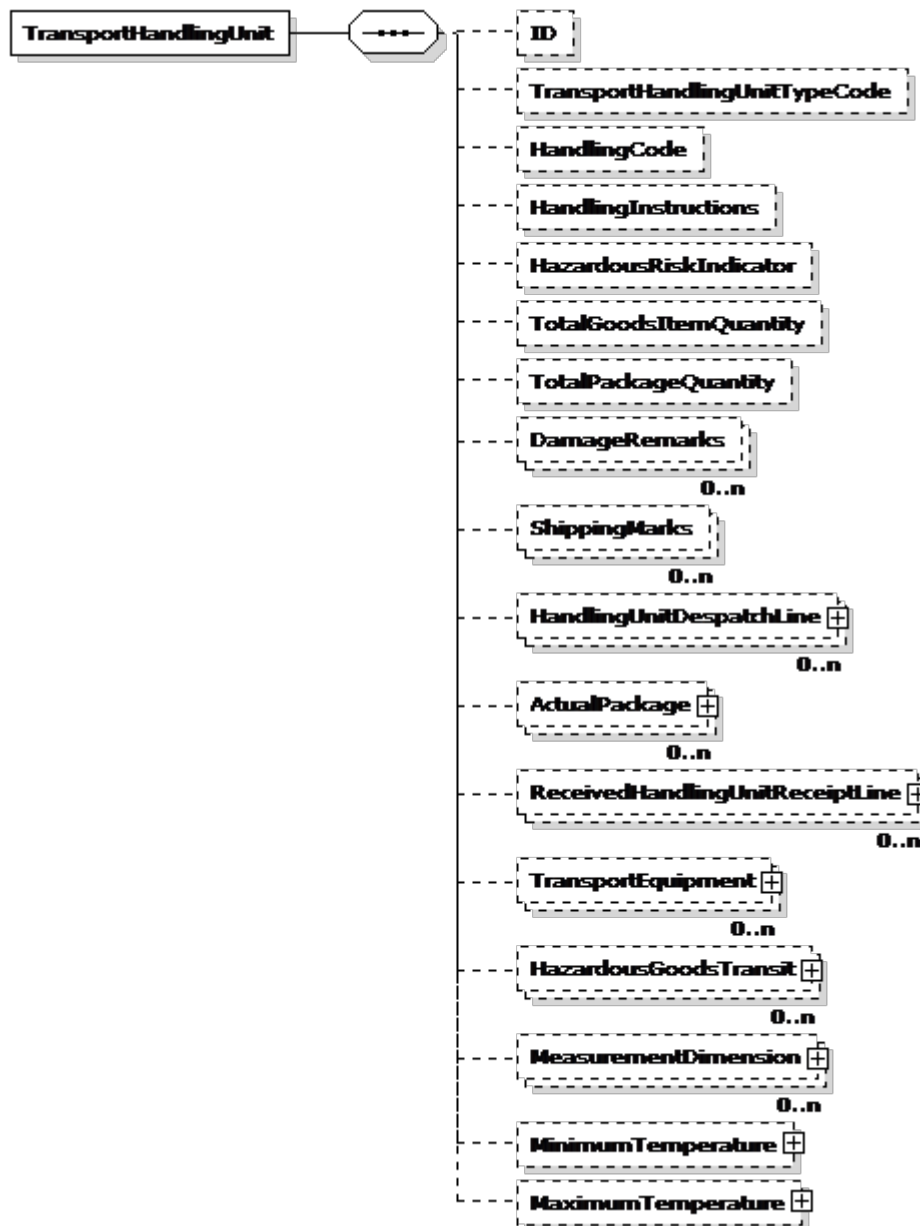 TransportHandlingUnit
ID
TransportHandlingUnitTypeCode
HandlingCode
HandlingInstructions
HazardousRiskIndicator
TotalGoodsItemQuantity
TotalPackageQuantity
DamageRemarks
0..n
ShippingMarks
0..n
HandlingUnitDespatchLine
0..n
ActualPackage
0..n
ReceivedHandlingUnitReceiptLine
0..n
TransportEquipment
0..n
HazardousGoodsTransit
0..n
MeasurementDimension
0..n
MinimumTemperature
MaximumTemperature